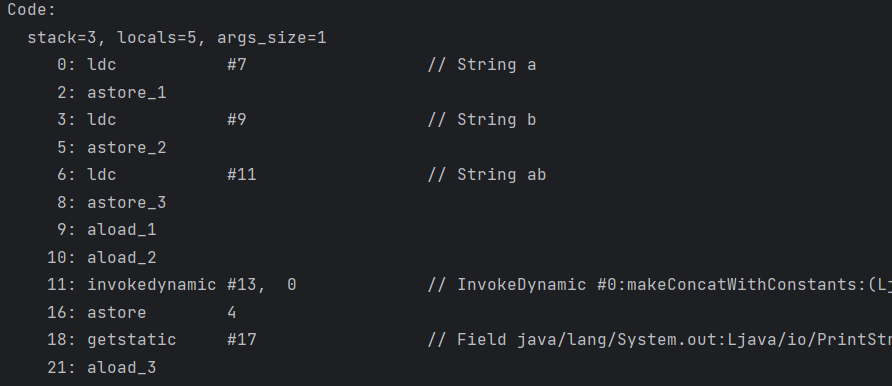 Code:
stack=3, locals=5, args_size=1
0: ldc #7 // String a
2: astore_1
3: ldc #9 // String b
5: astore_2
6: ldc #11 // String ab
8: astore_3
9: aload_1
10: aload_2
11: invokedynamic #13, 0 // InvokeDynamic #0:makeConcatWithConstants:(Lj
16: astore 4
18: getstatic #17 // Field java/lang/System.out:Ljava/io/PrintStr
21: aload_3